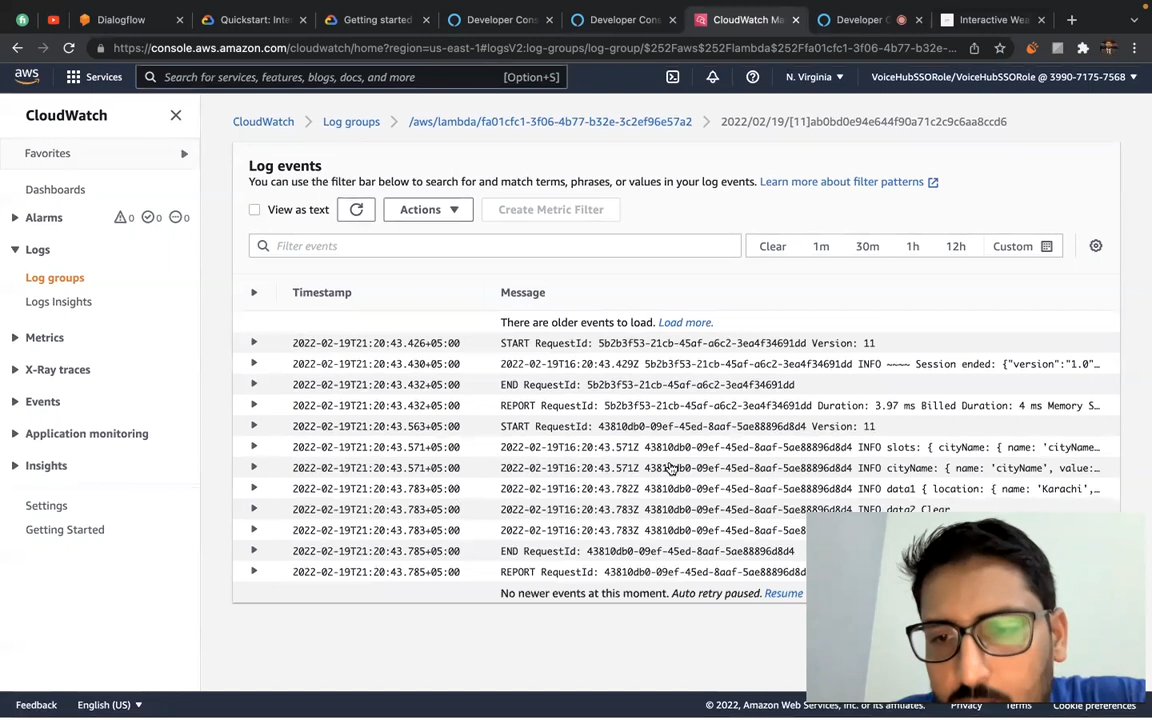 Dialogflow
Quickstart: Inte
Getting started
Developer Cons
Developer Cons
CloudWatch Ma
Developer C
Interactive Wea
https://console.aws.amazon.com/cloudwatch/home?region=us-east-1#logsV2:log-groups/log-group/$252Faws$252Flambda$252Ffa01cfc1-3f06-4b77-b32e-...
aws
Services
Search for services, features, blogs, docs, and more
[Option+S]
N. Virginia
VoiceHubSSORole/VoiceHubSSORole @ 3990-7175-7568
CloudWatch
Favorites
Dashboards
Alarms
0 0 0
Logs
Log groups
Logs Insights
Metrics
X-Ray traces
Events
Application monitoring
Insights
Settings
Getting Started
CloudWatch
Log groups
/aws/lambda/fa01cfc1-3f06-4b77-b32e-3c2ef96e57a2
2022/02/19/[11]ab0bd0e94e644f90a71c2c9c6aa8ccd6
Log events
You can use the filter bar below to search for and match terms, phrases, or values in your log events. Learn more about filter patterns
View as text
Actions
Create Metric Filter
Filter events
Clear 1m 30m 1h 12h Custom
Timestamp Message
There are older events to load. Load more.
2022-02-19T21:20:43.426+05:00 START RequestId: 5b2b3f53-21cb-45af-a6c2-3ea4f34691dd Version: 11
2022-02-19T21:20:43.430+05:00 2022-02-19T16:20:43.429Z 5b2b3f53-21cb-45af-a6c2-3ea4f34691dd INFO ~~~~ Session ended: {"version":"1.0"…
2022-02-19T21:20:43.432+05:00 END RequestId: 5b2b3f53-21cb-45af-a6c2-3ea4f34691dd
2022-02-19T21:20:43.432+05:00 REPORT RequestId: 5b2b3f53-21cb-45af-a6c2-3ea4f34691dd Duration: 3.97 ms Billed Duration: 4 ms Memory S…
2022-02-19T21:20:43.563+05:00 START RequestId: 43810db0-09ef-45ed-8aaf-5ae88896d8d4 Version: 11
2022-02-19T21:20:43.571+05:00 2022-02-19T16:20:43.571Z 43810db0-09ef-45ed-8aaf-5ae88896d8d4 INFO slots: { cityName: { name: 'cityName…
2022-02-19T21:20:43.571+05:00 2022-02-19T16:20:43.571Z 43810db0-09ef-45ed-8aaf-5ae88896d8d4 INFO cityName: { name: 'cityName', value:…
2022-02-19T21:20:43.783+05:00 2022-02-19T16:20:43.782Z 43810db0-09ef-45ed-8aaf-5ae88896d8d4 INFO data1 { location: { name: 'Karachi',…
2022-02-19T21:20:43.783+05:00 2022-02-19T16:20:43.783Z 43810db0-09ef-45ed-8aaf-5ae88896d8d4 INFO data2 Clear
2022-02-19T21:20:43.783+05:00 2022-02-19T16:20:43.783Z 43810db0-09ef-45ed-8aaf-5ae88896
2022-02-19T21:20:43.785+05:00 END RequestId: 43810db0-09ef-45ed-8aaf-5ae88896d8d4
2022-02-19T21:20:43.785+05:00 REPORT RequestId: 43810db0-09ef-45ed-8aaf-5ae88896d8
No newer events at this moment. Auto retry paused. Resume
Feedback English (US)
© 2022, Amazon Web Services, Inc. or its affiliates. Privacy Terms Cookie preferences